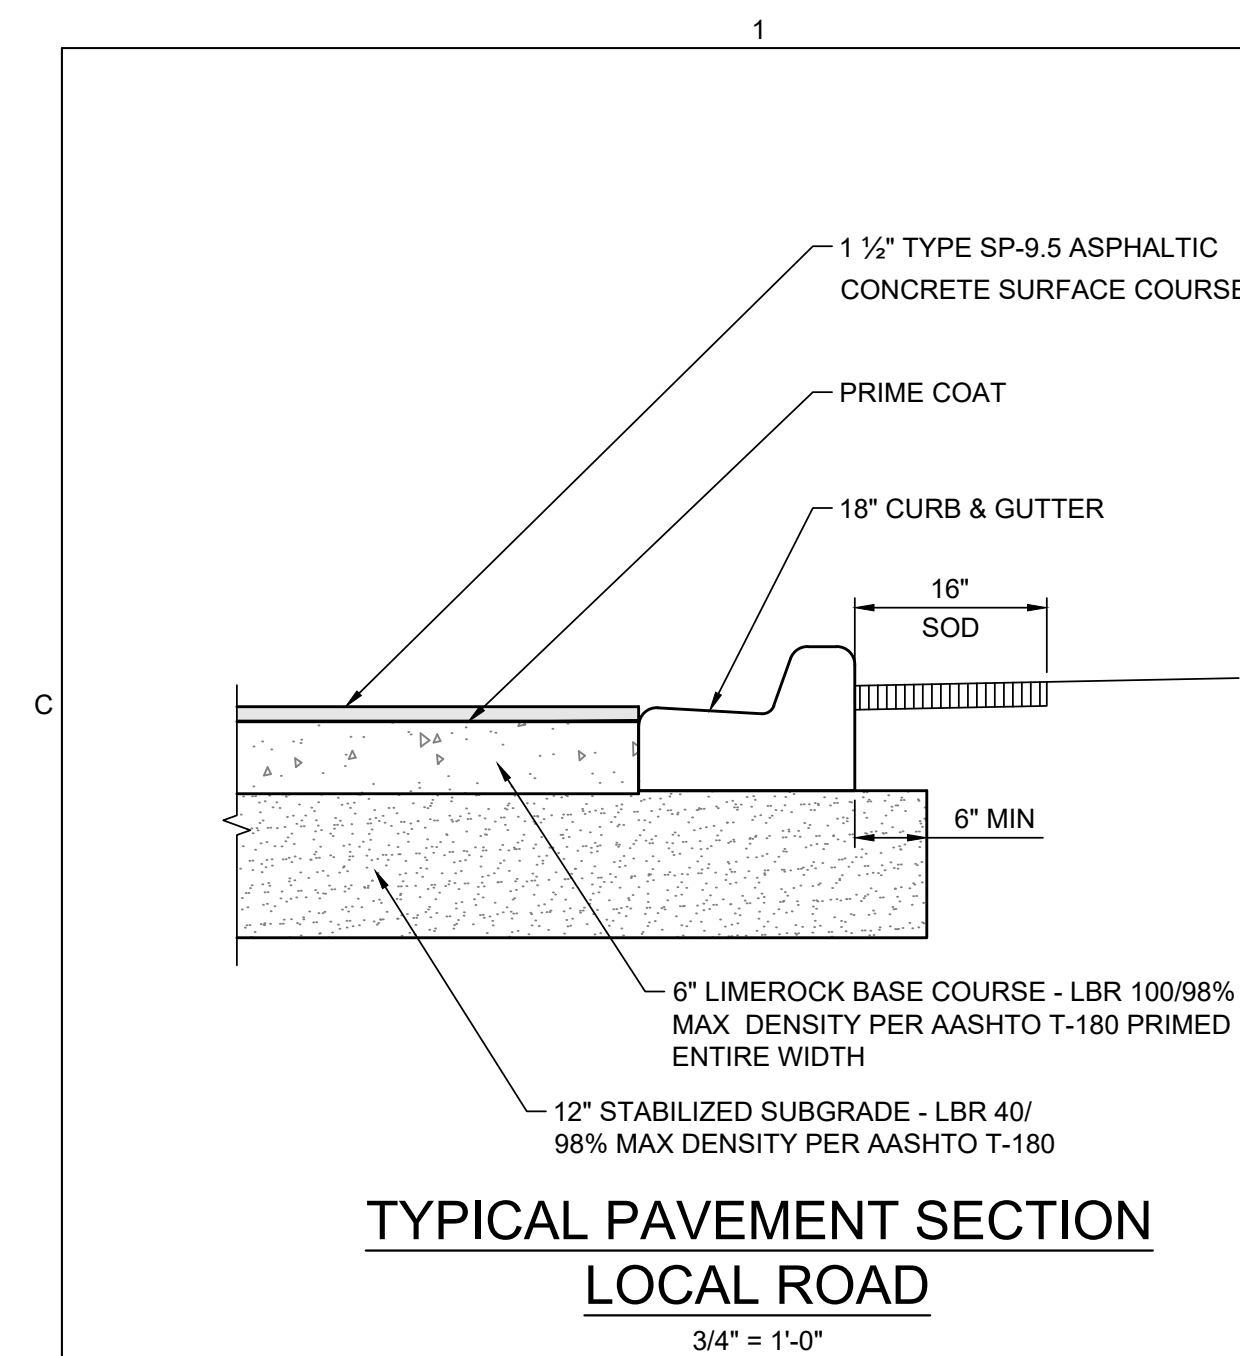 1
1 ½" TYPE SP-9.5 ASPHALTIC
CONCRETE SURFACE COURSE
PRIME COAT
18" CURB & GUTTER
16"
SOD
C
6" MIN
6" LIMEROCK BASE COURSE - LBR 100/98%
MAX DENSITY PER AASHTO T-180 PRIMED
ENTIRE WIDTH
12" STABILIZED SUBGRADE - LBR 40/
98% MAX DENSITY PER AASHTO T-180
TYPICAL PAVEMENT SECTION
LOCAL ROAD
3/4" = 1'-0"